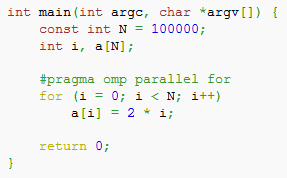 int main(int argc, char *argv[]) {
    const int N = 100000;
    int i, a[N];

    #pragma omp parallel for
    for (i = 0; i < N; i++)
        a[i] = 2 * i;

    return 0;
}